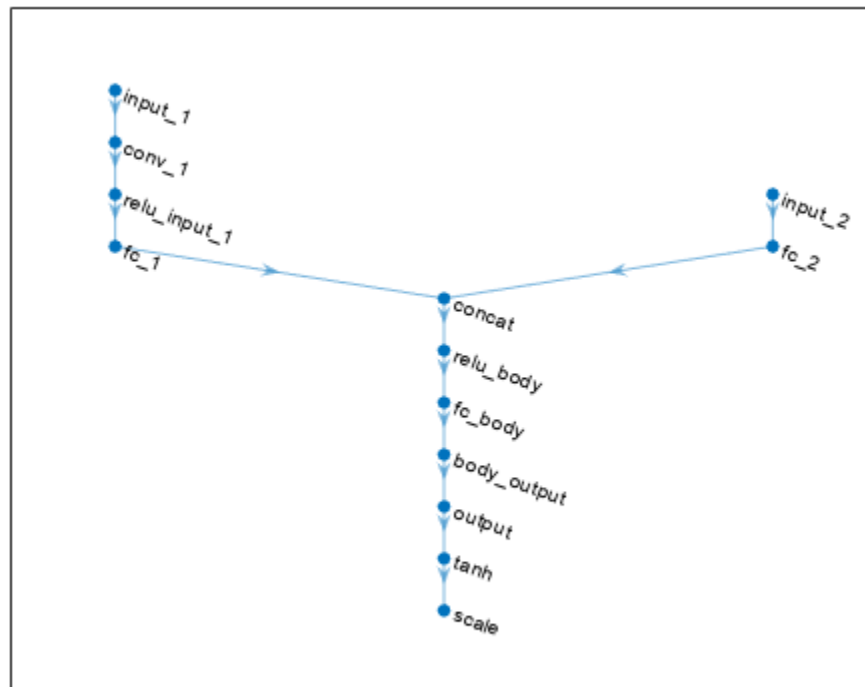 input_1
conv_1
relu_input_1
fc_1
input_2
fc_2
concat
relu_body
fc_body
body_output
output
tanh
scale